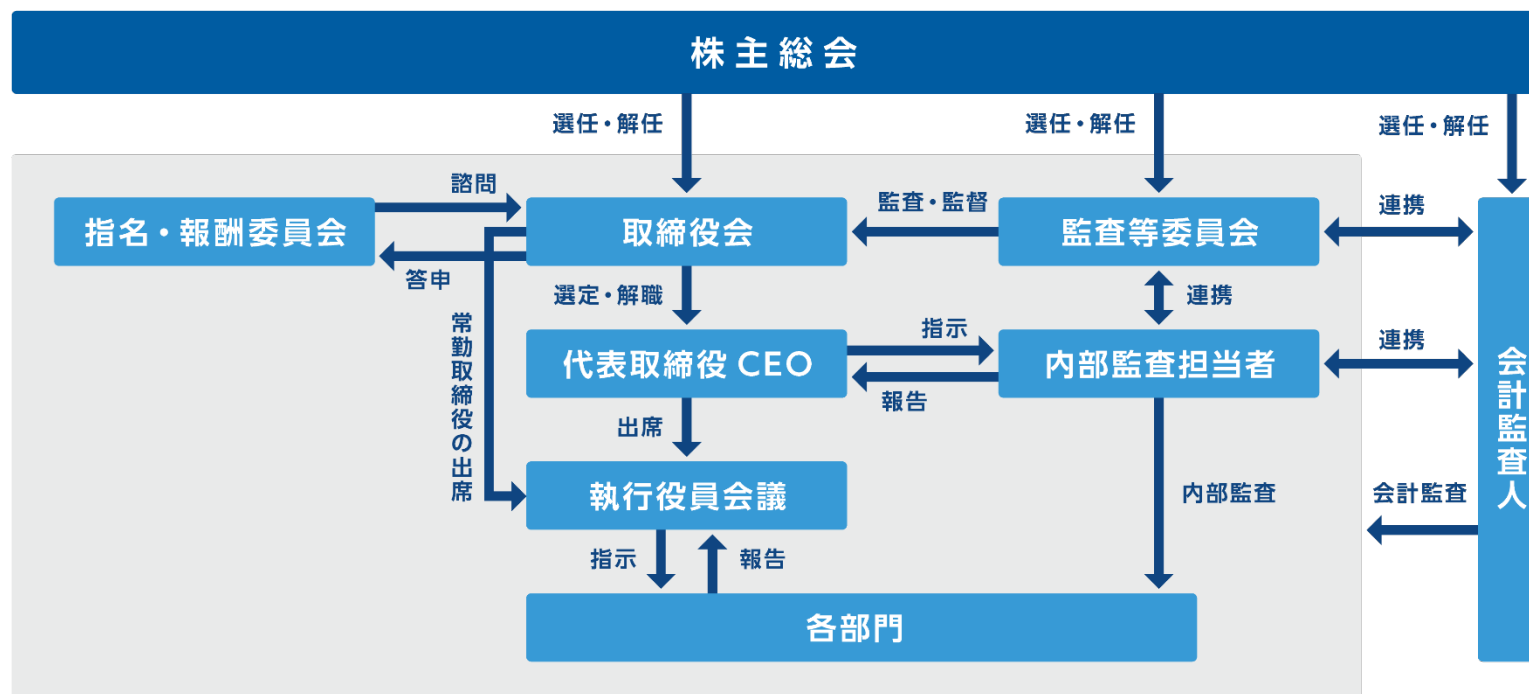 株主総会
選任・解任
選任・解任
選任・解任
諮問
指名・報酬委員会
取締役会
監査・監督
監査等委員会
連携
答申
選定・解職
連携
常勤取締役の出席
代表取締役 CEO
指示
報告
内部監査担当者
連携
会計監査人
出席
執行役員会議
内部監査
会計監査
指示
報告
各部門